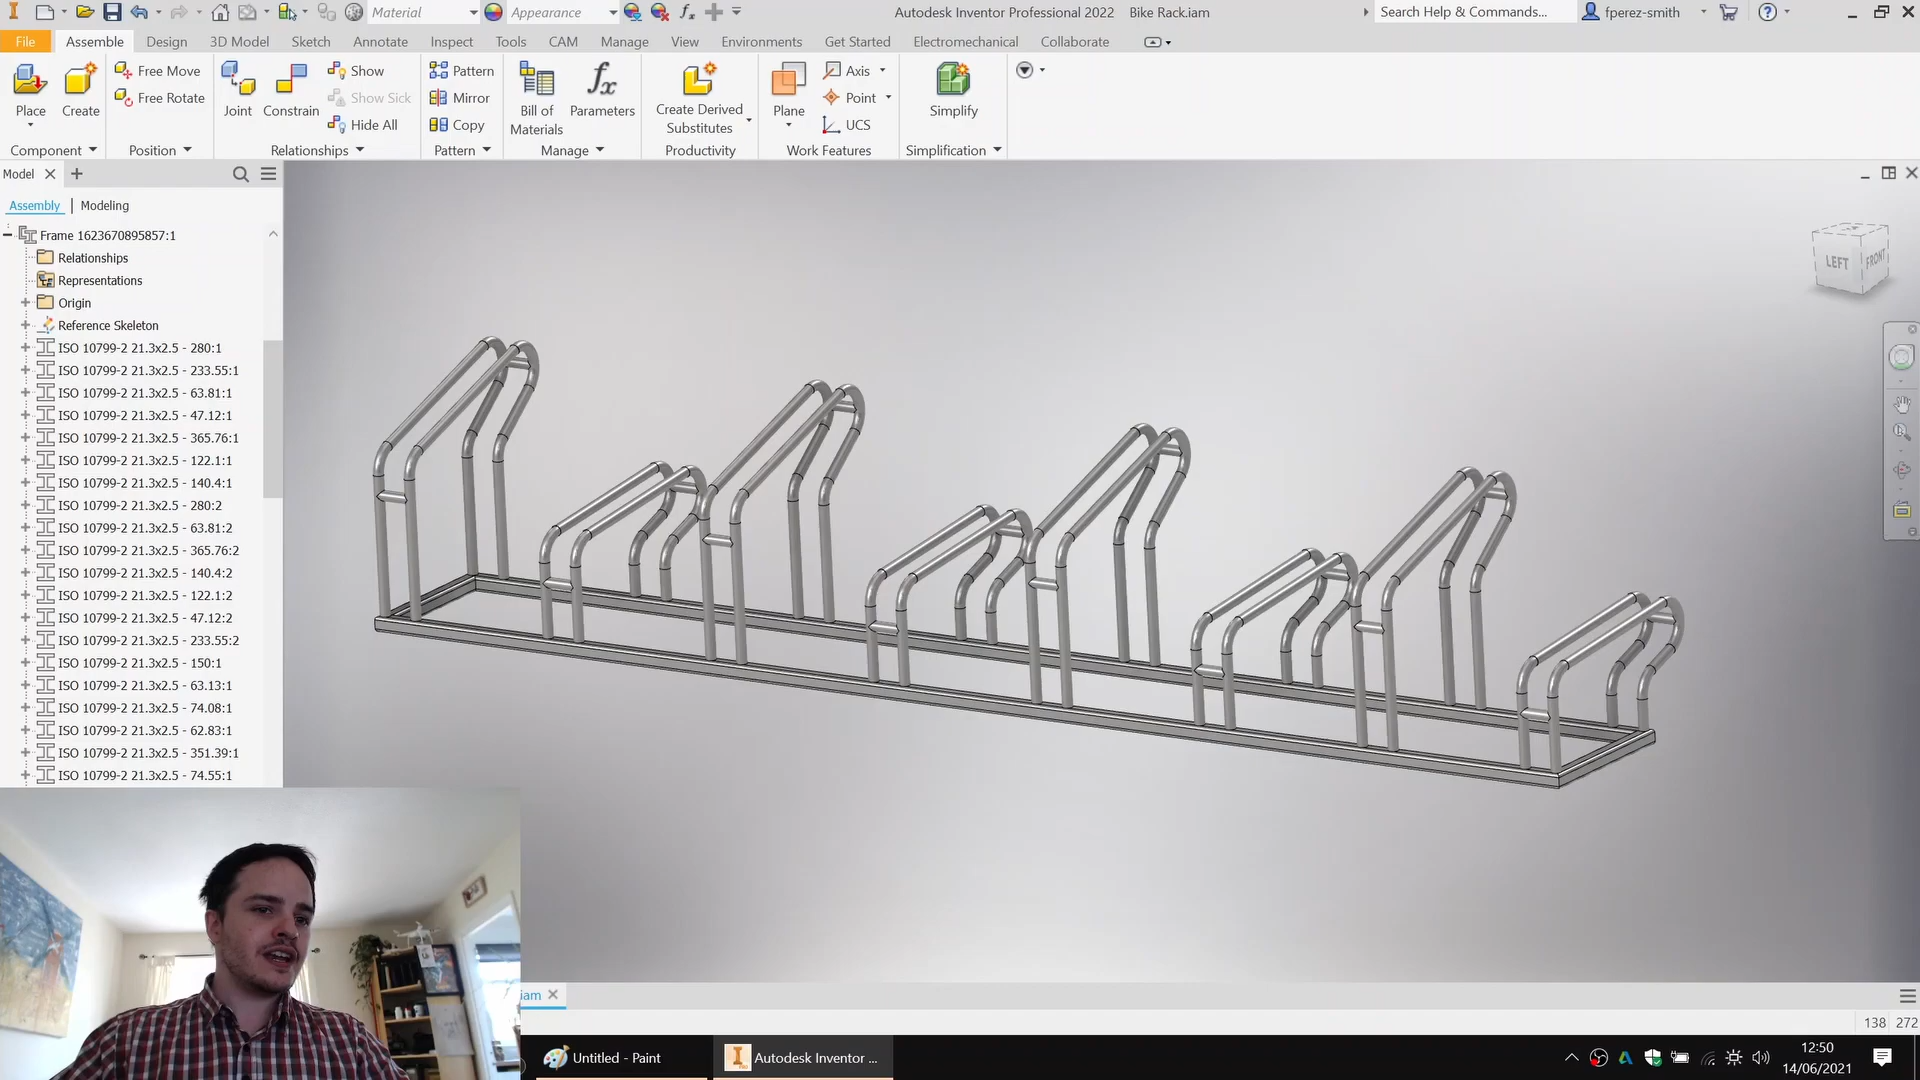 Material
Appearance
Autodesk Inventor Professional 2022 Bike Rack.iam
Search Help & Commands...
fperez-smith
File
Assemble
Design
3D Model
Sketch
Annotate
Inspect
Tools
CAM
Manage
View
Environments
Get Started
Electromechanical
Collaborate
Place
Create
Free Move
Free Rotate
Joint
Constrain
Show
Show Sick
Hide All
Pattern
Mirror
Copy
Bill of
Materials
Parameters
Create Derived
Substitutes
Plane
Axis
Point
UCS
Simplify
Component
Position
Relationships
Pattern
Manage
Productivity
Work Features
Simplification
Model
Assembly | Modeling
Frame 1623670895857:1
Relationships
Representations
Origin
Reference Skeleton
ISO 10799-2 21.3x2.5 - 280:1
ISO 10799-2 21.3x2.5 - 233.55:1
ISO 10799-2 21.3x2.5 - 63.81:1
ISO 10799-2 21.3x2.5 - 47.12:1
ISO 10799-2 21.3x2.5 - 365.76:1
ISO 10799-2 21.3x2.5 - 122.1:1
ISO 10799-2 21.3x2.5 - 140.4:1
ISO 10799-2 21.3x2.5 - 280:2
ISO 10799-2 21.3x2.5 - 63.81:2
ISO 10799-2 21.3x2.5 - 365.76:2
ISO 10799-2 21.3x2.5 - 140.4:2
ISO 10799-2 21.3x2.5 - 122.1:2
ISO 10799-2 21.3x2.5 - 47.12:2
ISO 10799-2 21.3x2.5 - 233.55:2
ISO 10799-2 21.3x2.5 - 150:1
ISO 10799-2 21.3x2.5 - 63.13:1
ISO 10799-2 21.3x2.5 - 74.08:1
ISO 10799-2 21.3x2.5 - 62.83:1
ISO 10799-2 21.3x2.5 - 351.39:1
ISO 10799-2 21.3x2.5 - 74.55:1
LEFT
FRONT
iam
138 272
Untitled - Paint
Autodesk Inventor ...
12:50
14/06/2021